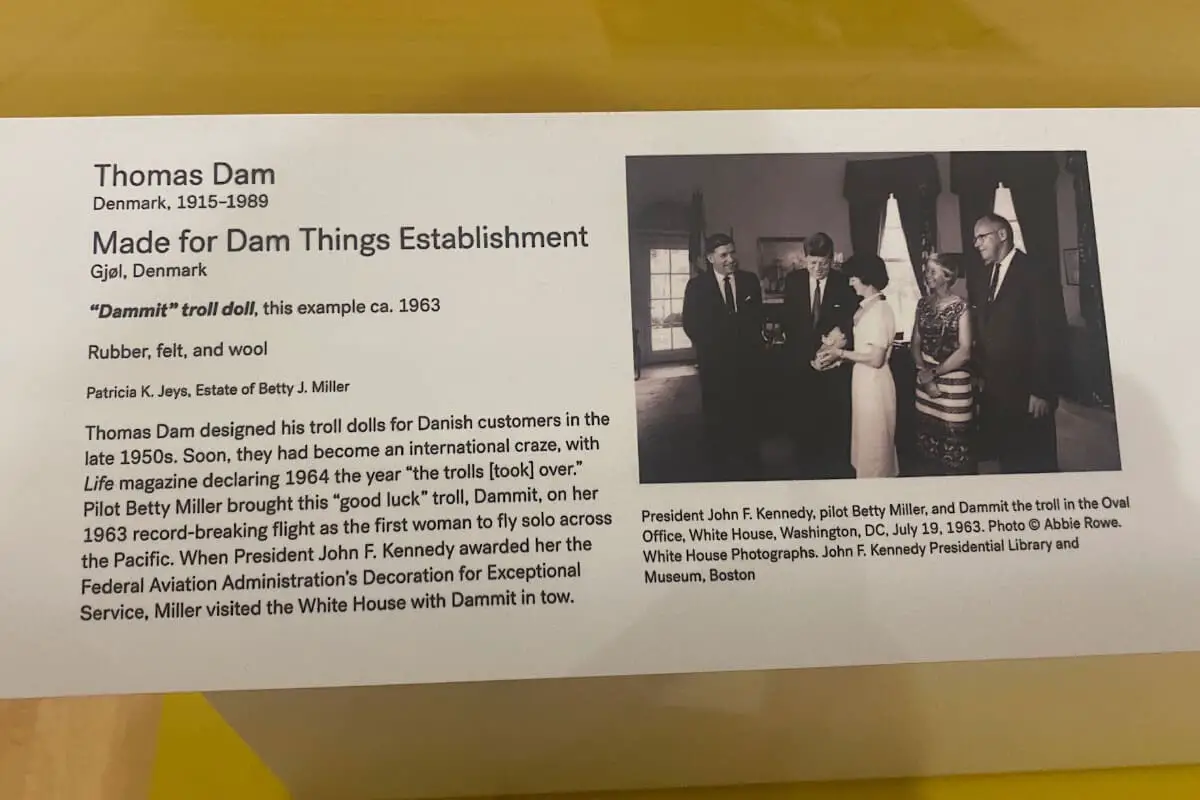 Thomas Dam
Denmark, 1915–1989
Made for Dam Things Establishment
Gjøl, Denmark
“Dammit” troll doll, this example ca. 1963
Rubber, felt, and wool
Patricia K. Jeys, Estate of Betty J. Miller
Thomas Dam designed his troll dolls for Danish customers in the
late 1950s. Soon, they had become an international craze, with
Life magazine declaring 1964 the year “the trolls [took] over.”
Pilot Betty Miller brought this “good luck” troll, Dammit, on her
1963 record-breaking flight as the first woman to fly solo across
the Pacific. When President John F. Kennedy awarded her the
Federal Aviation Administration’s Decoration for Exceptional
Service, Miller visited the White House with Dammit in tow.
President John F. Kennedy, pilot Betty Miller, and Dammit the troll in the Oval
Office, White House, Washington, DC, July 19, 1963. Photo © Abbie Rowe.
White House Photographs. John F. Kennedy Presidential Library and
Museum, Boston